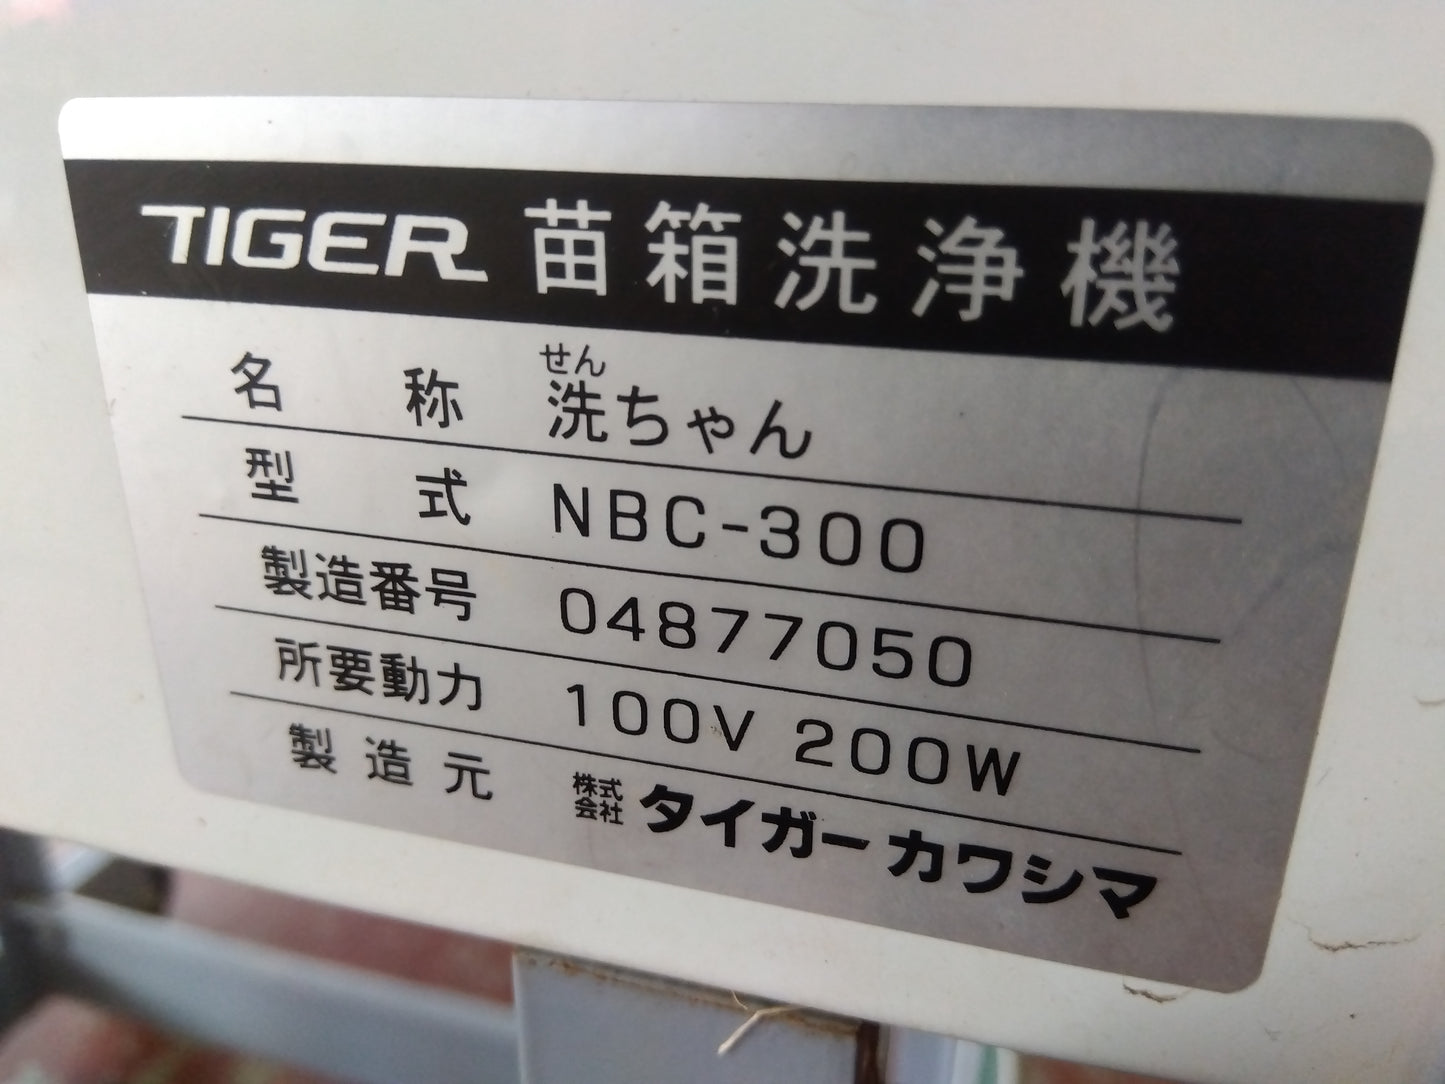 TIGER 苗箱洗浄機
せん
名称 洗ちゃん
型式 NBC-300
製造番号 04877050
所要動力 100V 200W
製造元 株式会社 タイガーカワシマ